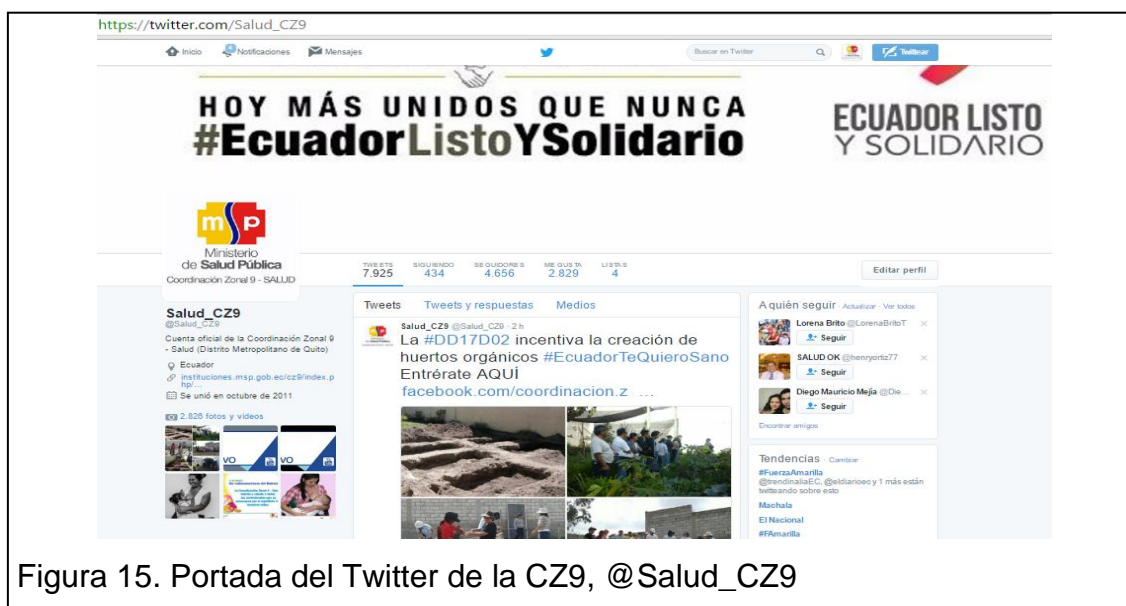 https://twitter.com/Salud_CZ9
Inicio Notificaciones Mensajes Buscar en Twitter Twittear
HOY MÁS UNIDOS QUE NUNCA
#EcuadorListoYSolidario
ECUADOR LISTO
Y SOLIDARIO
msp
Ministerio
de Salud Pública
Coordinación Zonal 9 - SALUD
TWEETS SIGUIENDO SEGUIDORES ME GUSTA LISTAS
7.925 434 4.656 2.829 4
Editar perfil
Salud_CZ9
@Salud_CZ9
Cuenta oficial de la Coordinación Zonal 9
- Salud (Distrito Metropolitano de Quito)
Ecuador
instituciones.msp.gob.ec/cz9/index.p
hp/...
Se unió en octubre de 2011
2.826 fotos y videos
VO VO
Tweets Tweets y respuestas Medios
Salud_CZ9 @Salud_CZ9 · 2 h
La #DD17D02 incentiva la creación de
huertos orgánicos #EcuadorTeQuieroSano
Entrérate AQUÍ
facebook.com/coordinacion.z ...
A quién seguir · Actualizar · Ver todos
Lorena Brito @LorenaBritoT
Seguir
SALUD OK @henryortiz77
Seguir
Diego Mauricio Mejía @Die...
Seguir
Encontrar amigos
Tendencias · Cambiar
#FuerzaAmarilla
@trendinaliaEC, @eldiarioec y 1 más están
twitteando sobre esto
Machala
El Nacional
#FAmarilla
Figura 15. Portada del Twitter de la CZ9, @Salud_CZ9